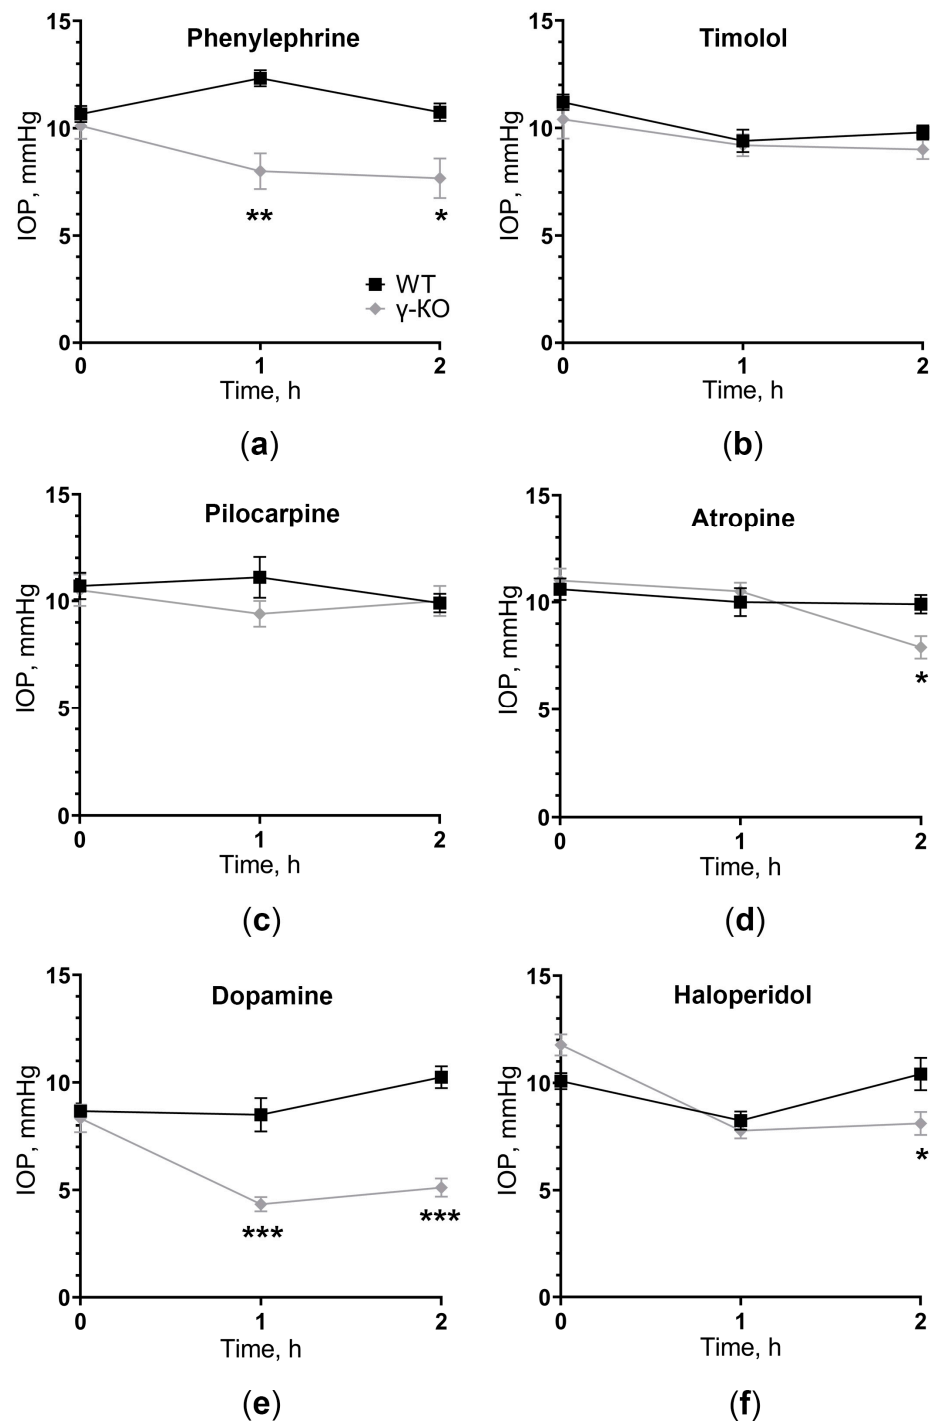 Phenylephrine
15
10
5
0
IOP, mmHg
** *
WT
γ-KO
0 1 2
Time, h
(a)
Timolol
15
10
5
0
IOP, mmHg
0 1 2
Time, h
(b)
Pilocarpine
15
10
5
0
IOP, mmHg
0 1 2
Time, h
(c)
Atropine
15
10
5
0
IOP, mmHg
*
0 1 2
Time, h
(d)
Dopamine
15
10
5
0
IOP, mmHg
*** ***
0 1 2
Time, h
(e)
Haloperidol
15
10
5
0
IOP, mmHg
*
0 1 2
Time, h
(f)